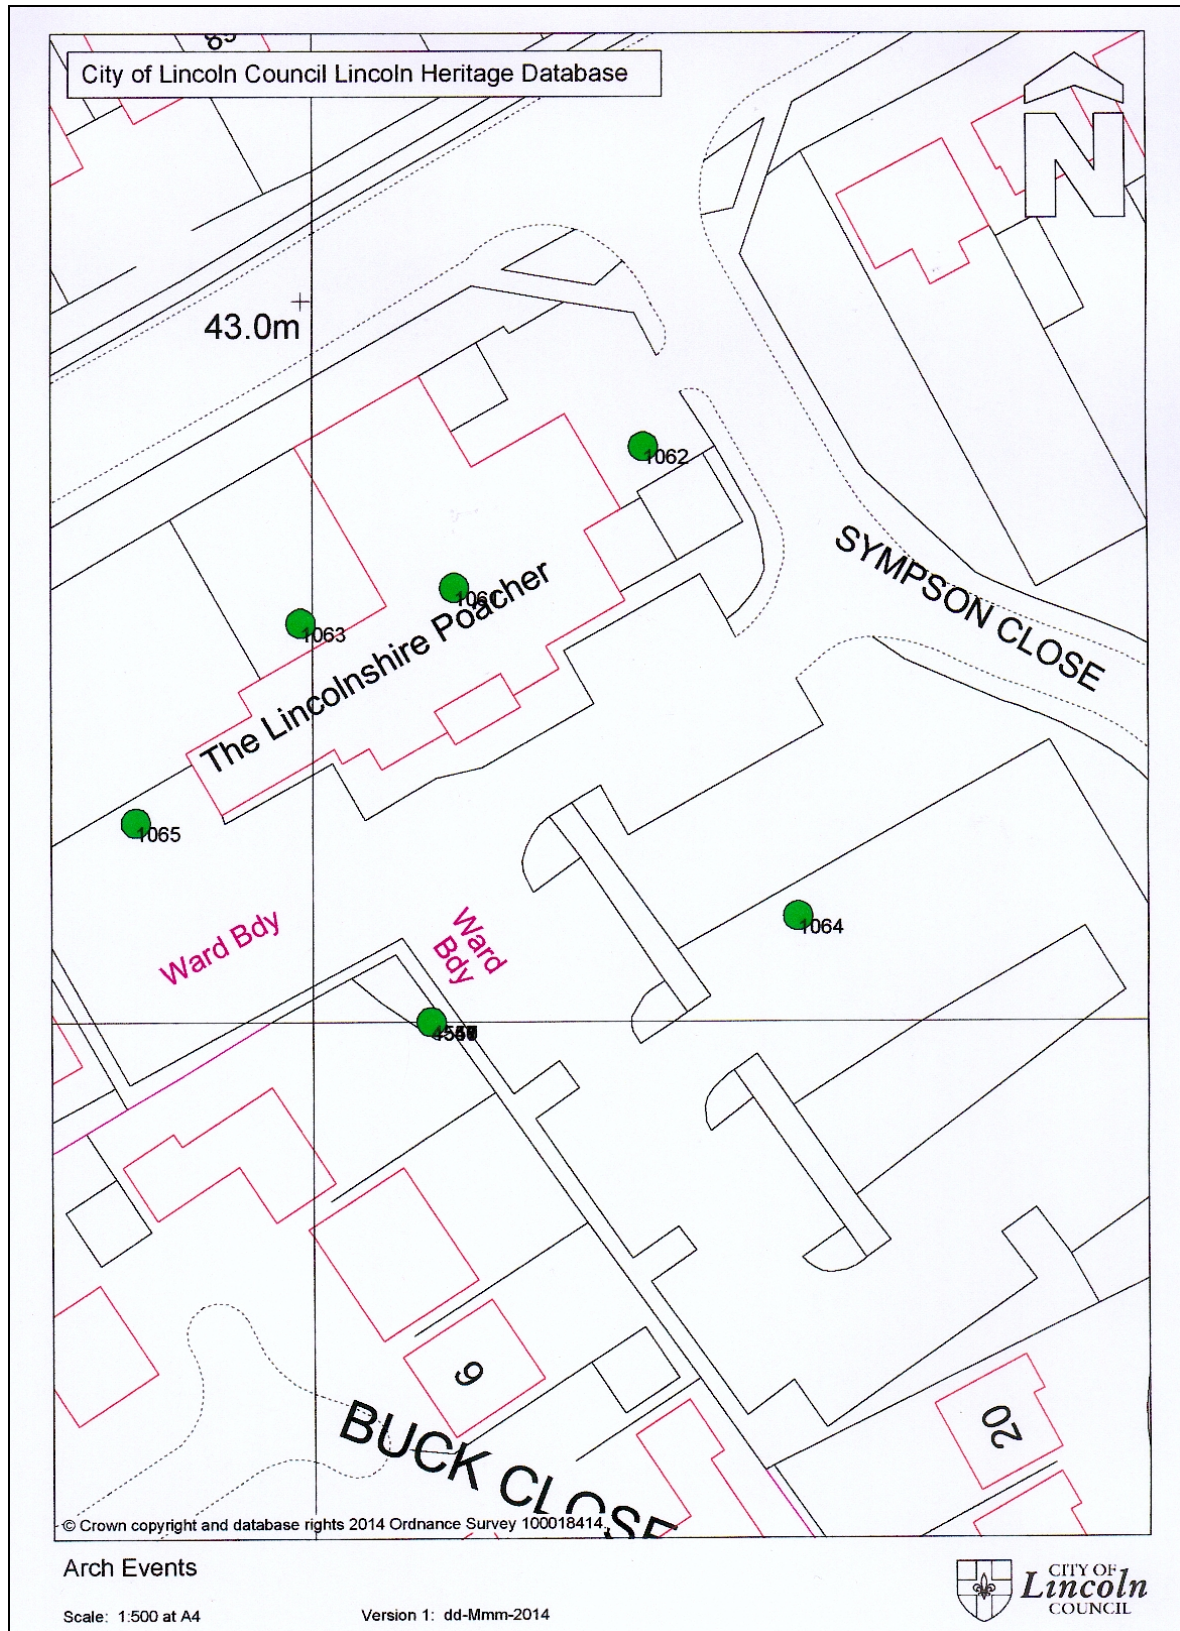 City of Lincoln Council Lincoln Heritage Database
N
43.0m
1062
SYMPSON CLOSE
1063
The Lincolnshire Poacher
1065
Ward Bdy
Ward
Bdy
1064
9
BUCK CLOSE
20
© Crown copyright and database rights 2014 Ordnance Survey 100018414.
Arch Events
Scale: 1:500 at A4
Version 1: dd-Mmm-2014
CITY OF
Lincoln
COUNCIL